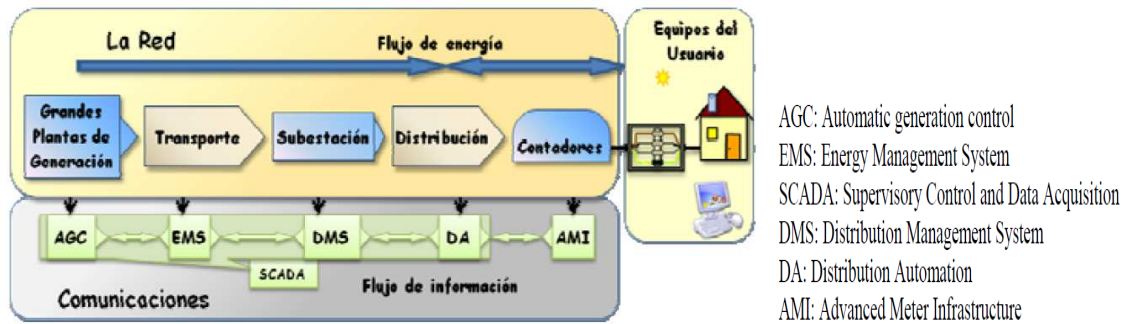 La Red
Flujo de energía
Equipos del
Usuario
Grandes
Plantas de
Generación
Transporte
Subestación
Distribución
Contadores
AGC
EMS
DMS
DA
AMI
SCADA
Flujo de información
Comunicaciones
AGC: Automatic generation control
EMS: Energy Management System
SCADA: Supervisory Control and Data Acquisition
DMS: Distribution Management System
DA: Distribution Automation
AMI: Advanced Meter Infrastructure